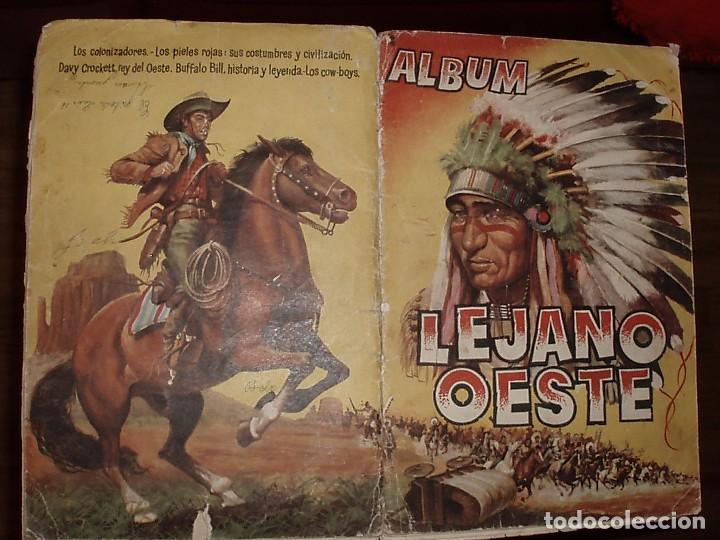 Los colonizadores.-Los pieles rojas: sus costumbres y civilización.
Davy Crockett, rey del Oeste. Buffalo Bill, historia y leyenda.-Los cow-boys.
ALBUM
LEJANO
OESTE
todocoleccion.net